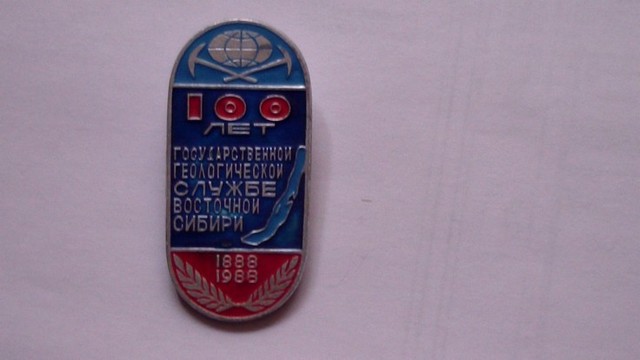 100
ЛЕТ
ГОСУДАРСТВЕННОЙ
ГЕОЛОГИЧЕСКОЙ
СЛУЖБЕ
ВОСТОЧНОЙ
СИБИРИ
1888
1988